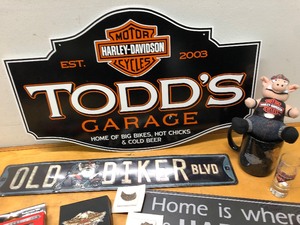 MOTOR
HARLEY-DAVIDSON
CYCLES
EST. 2003
TODD'S
GARAGE
HOME OF BIG BIKES, HOT CHICKS
& COLD BEER
OLD BIKER BLVD
Home is where